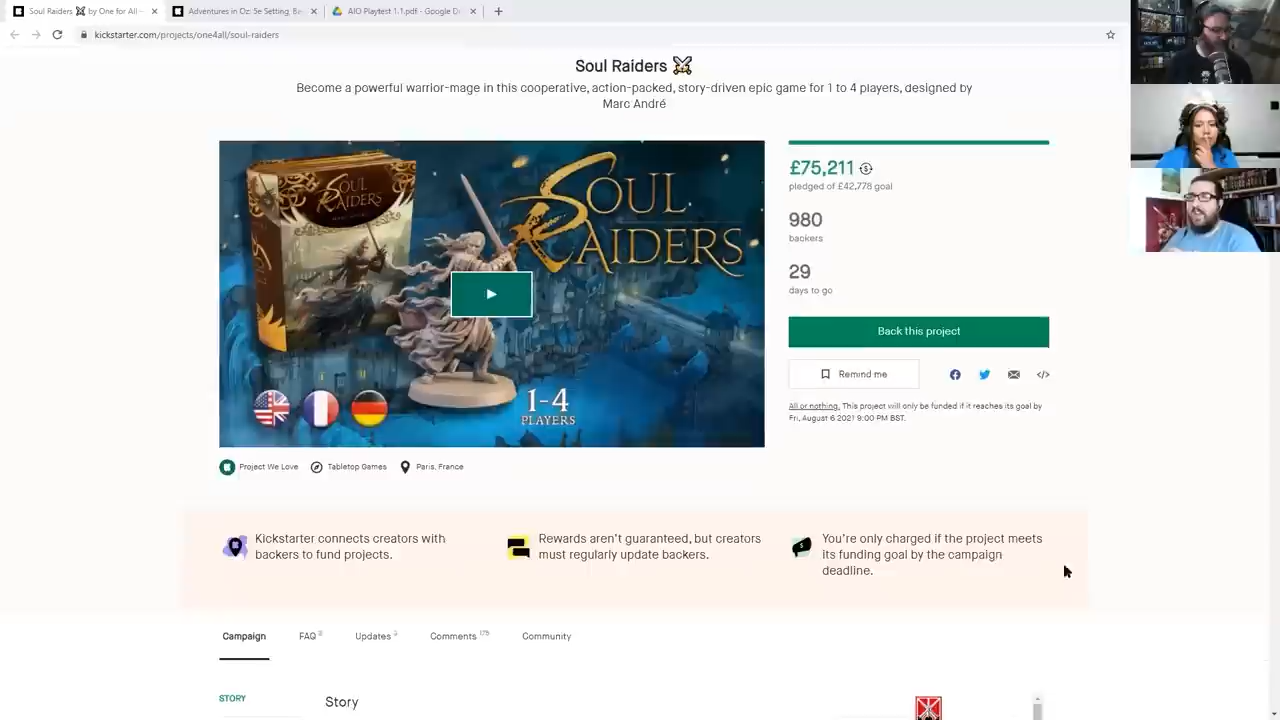 Soul Raiders ⚔ by One for All —
Adventures in Oz: 5e Setting, Be
AIO Playtest 1.1.pdf - Google D
kickstarter.com/projects/one4all/soul-raiders
Soul Raiders ⚔
Become a powerful warrior-mage in this cooperative, action-packed, story-driven epic game for 1 to 4 players, designed by
Marc André
SOUL
RAIDERS
SOUL
RAIDERS
1-4
PLAYERS
£75,211
pledged of £42,778 goal
980
backers
29
days to go
Back this project
Remind me
All or nothing. This project will only be funded if it reaches its goal by
Fri, August 6 2021 9:00 PM BST.
Project We Love
Tabletop Games
Paris, France
Kickstarter connects creators with
backers to fund projects.
Rewards aren't guaranteed, but creators
must regularly update backers.
You're only charged if the project meets
its funding goal by the campaign
deadline.
Campaign
FAQ
Updates
Comments 175
Community
STORY
Story